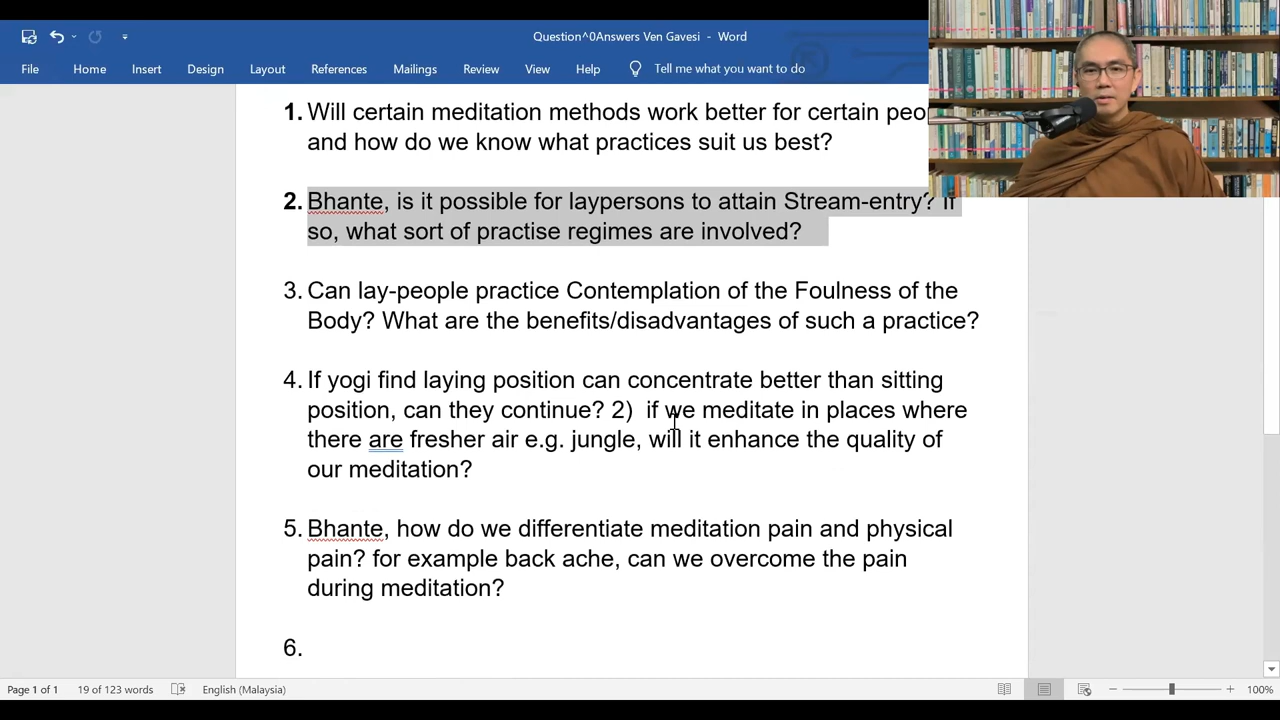 Question^0Answers Ven Gavesi - Word
File Home Insert Design Layout References Mailings Review View Help Tell me what you want to do
1. Will certain meditation methods work better for certain
and how do we know what practices suit us best?
2. Bhante, is it possible for laypersons to attain Stream-entry? If
so, what sort of practise regimes are involved?
3. Can lay-people practice Contemplation of the Foulness of the
Body? What are the benefits/disadvantages of such a practice?
4. If yogi find laying position can concentrate better than sitting
position, can they continue? 2) if we meditate in places where
there are fresher air e.g. jungle, will it enhance the quality of
our meditation?
5. Bhante, how do we differentiate meditation pain and physical
pain? for example back ache, can we overcome the pain
during meditation?
6.
Page 1 of 1 19 of 123 words English (Malaysia) 100%